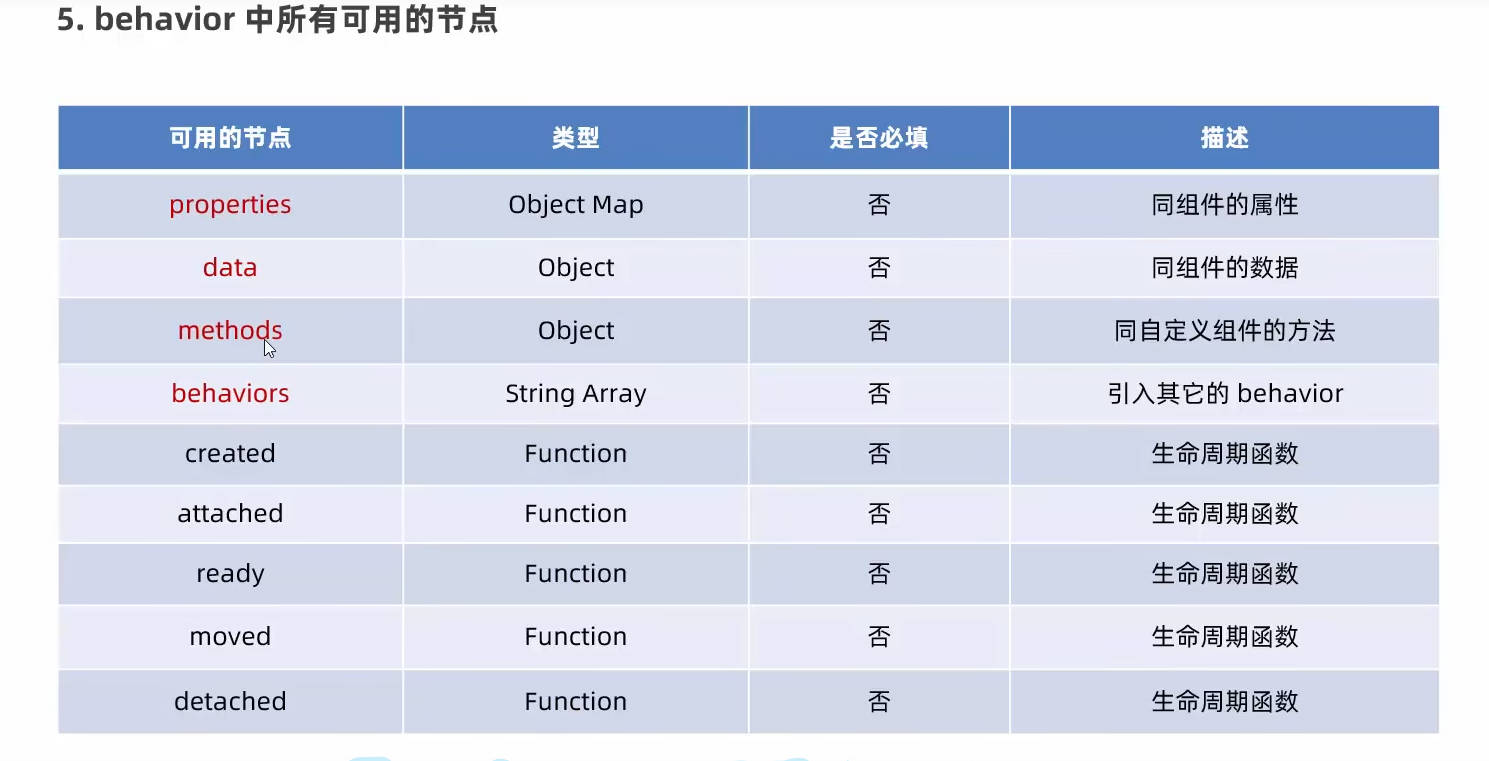 5. behavior 中所有可用的节点
可用的节点 类型 是否必填 描述
properties Object Map 否 同组件的属性
data Object 否 同组件的数据
methods Object 否 同自定义组件的方法
behaviors String Array 否 引入其它的 behavior
created Function 否 生命周期函数
attached Function 否 生命周期函数
ready Function 否 生命周期函数
moved Function 否 生命周期函数
detached Function 否 生命周期函数